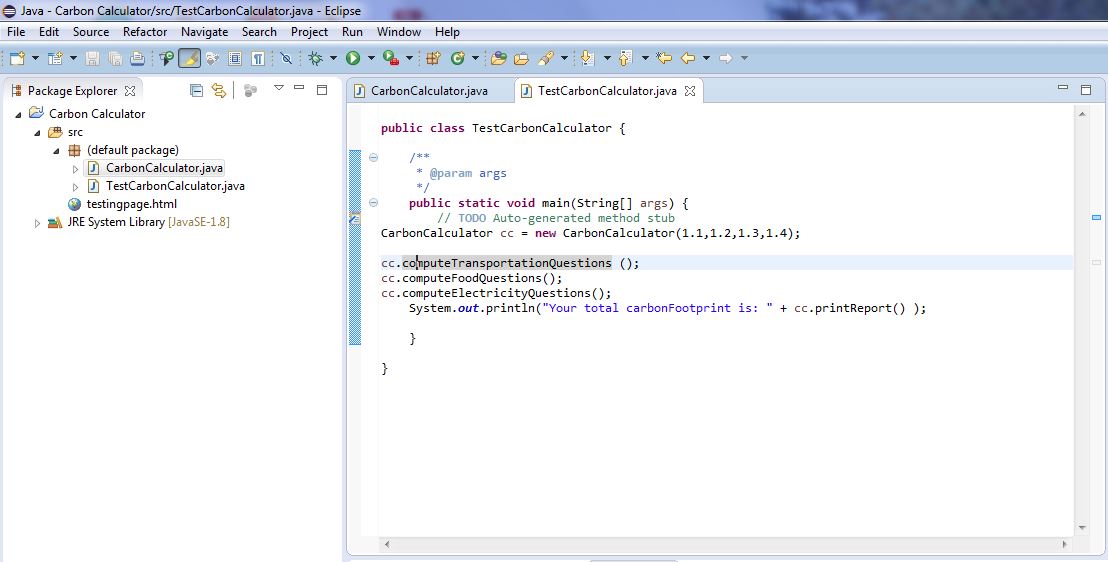 Java - Carbon Calculator/src/TestCarbonCalculator.java - Eclipse
File Edit Source Refactor Navigate Search Project Run Window Help
Package Explorer
Carbon Calculator
src
(default package)
CarbonCalculator.java
TestCarbonCalculator.java
testingpage.html
JRE System Library [JavaSE-1.8]
CarbonCalculator.java TestCarbonCalculator.java
public class TestCarbonCalculator {
/**
* @param args
*/
public static void main(String[] args) {
// TODO Auto-generated method stub
CarbonCalculator cc = new CarbonCalculator(1.1,1.2,1.3,1.4);
cc.computeTransportationQuestions ();
cc.computeFoodQuestions();
cc.computeElectricityQuestions();
System.out.println("Your total carbonFootprint is: " + cc.printReport() );
}
}